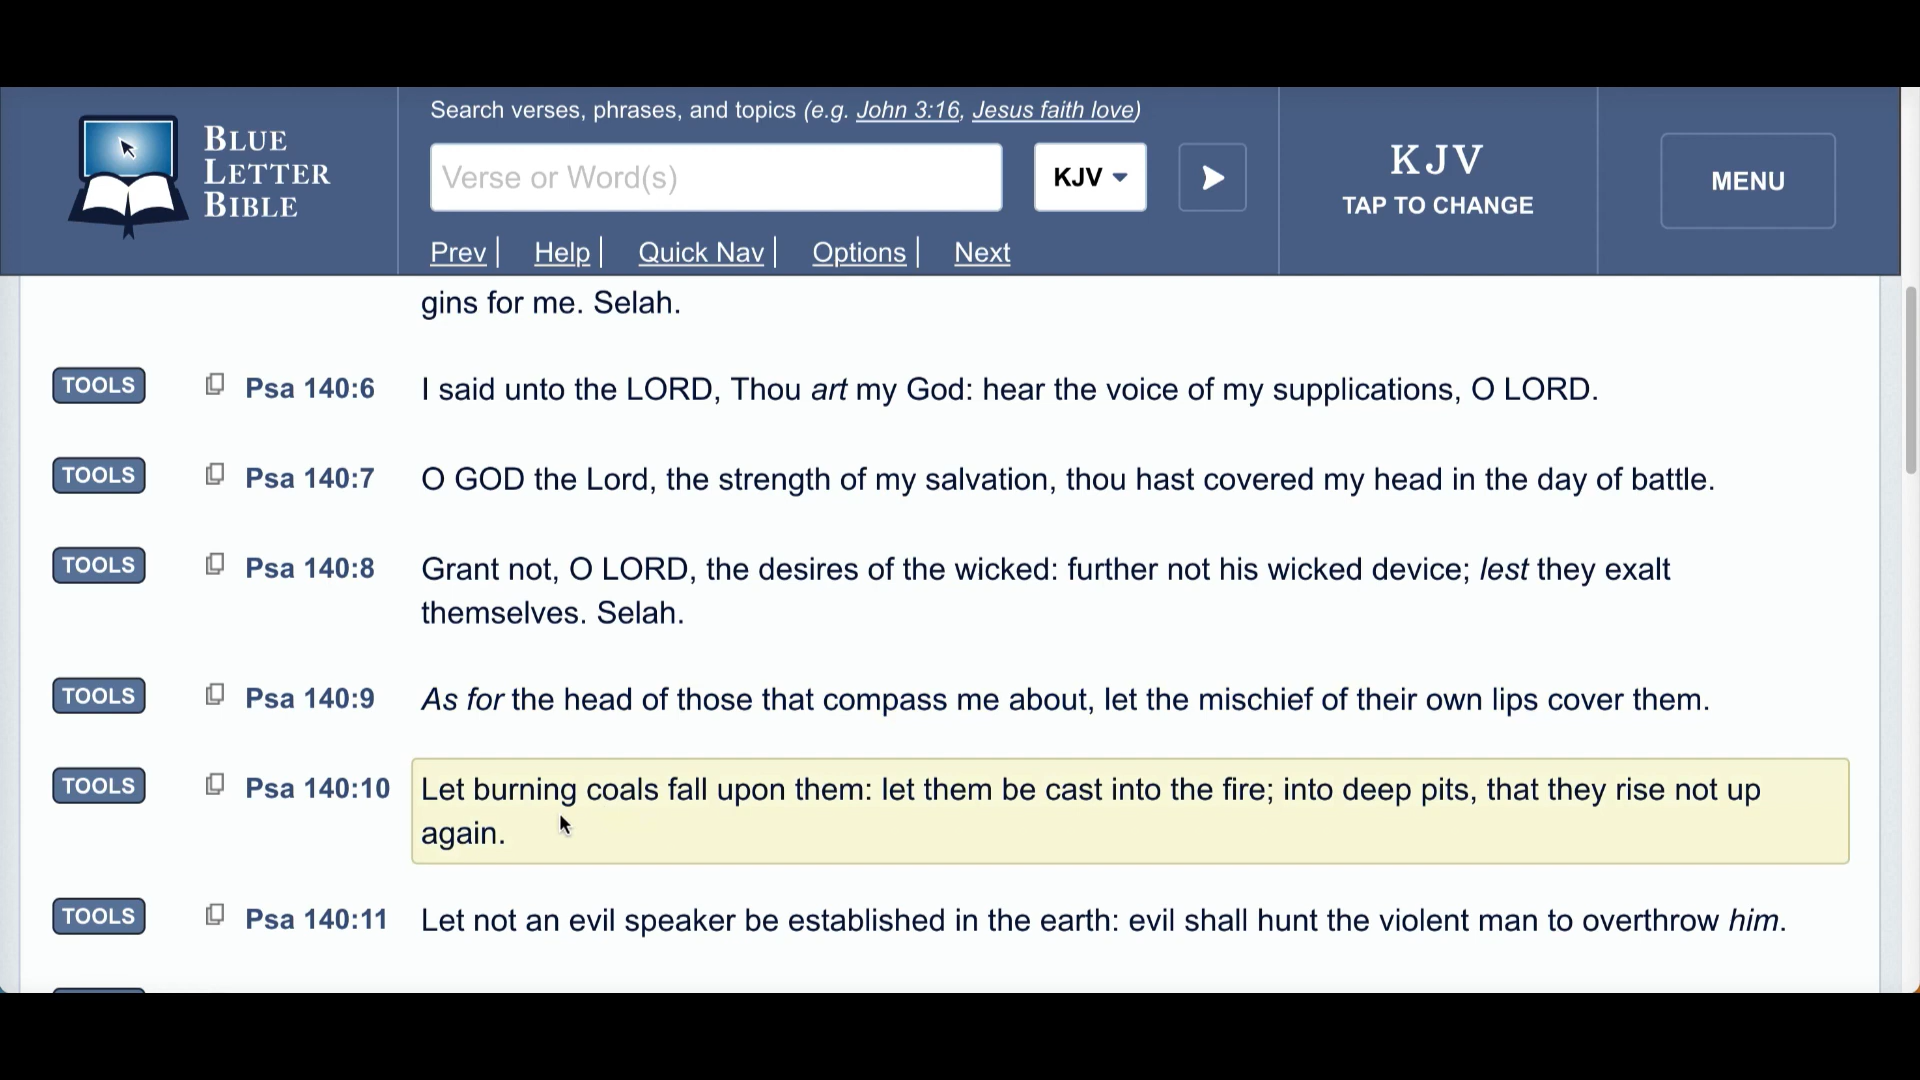 BLUE
LETTER
BIBLE
Search verses, phrases, and topics (e.g. John 3:16, Jesus faith love)
Verse or Word(s)
KJV
KJV
TAP TO CHANGE
MENU
Prev | Help | Quick Nav | Options | Next
gins for me. Selah.
TOOLS Psa 140:6 I said unto the LORD, Thou art my God: hear the voice of my supplications, O LORD.
TOOLS Psa 140:7 O GOD the Lord, the strength of my salvation, thou hast covered my head in the day of battle.
TOOLS Psa 140:8 Grant not, O LORD, the desires of the wicked: further not his wicked device; lest they exalt
themselves. Selah.
TOOLS Psa 140:9 As for the head of those that compass me about, let the mischief of their own lips cover them.
TOOLS Psa 140:10 Let burning coals fall upon them: let them be cast into the fire; into deep pits, that they rise not up
again.
TOOLS Psa 140:11 Let not an evil speaker be established in the earth: evil shall hunt the violent man to overthrow him.